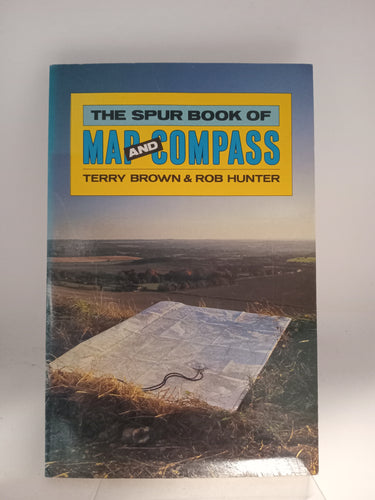 THE SPUR BOOK OF
MAP AND COMPASS
TERRY BROWN & ROB HUNTER